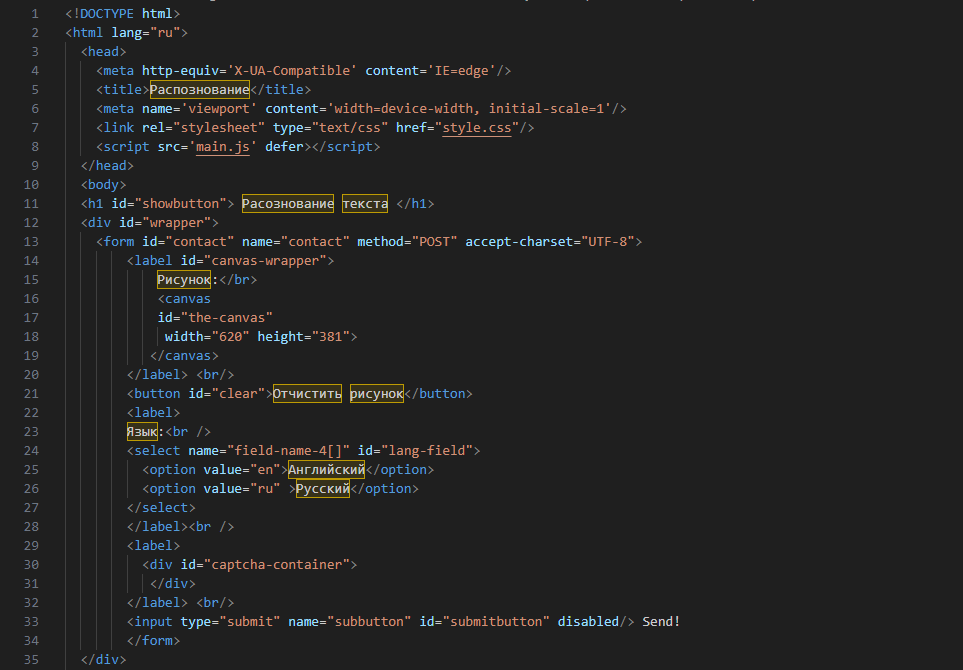 1 <!DOCTYPE html>
2 <html lang="ru">
3 <head>
4 <meta http-equiv='X-UA-Compatible' content='IE=edge'/>
5 <title>Распознование</title>
6 <meta name='viewport' content='width=device-width, initial-scale=1'/>
7 <link rel="stylesheet" type="text/css" href="style.css"/>
8 <script src='main.js' defer></script>
9 </head>
10 <body>
11 <h1 id="showbutton"> Расознование текста </h1>
12 <div id="wrapper">
13 <form id="contact" name="contact" method="POST" accept-charset="UTF-8">
14 <label id="canvas-wrapper">
15 Рисунок:</br>
16 <canvas
17 id="the-canvas"
18 width="620" height="381">
19 </canvas>
20 </label> <br/>
21 <button id="clear">Отчистить рисунок</button>
22 <label>
23 Язык:<br />
24 <select name="field-name-4[]" id="lang-field">
25 <option value="en">Английский</option>
26 <option value="ru" >Русский</option>
27 </select>
28 </label><br />
29 <label>
30 <div id="captcha-container">
31 </div>
32 </label> <br/>
33 <input type="submit" name="subbutton" id="submitbutton" disabled/> Send!
34 </form>
35 </div>